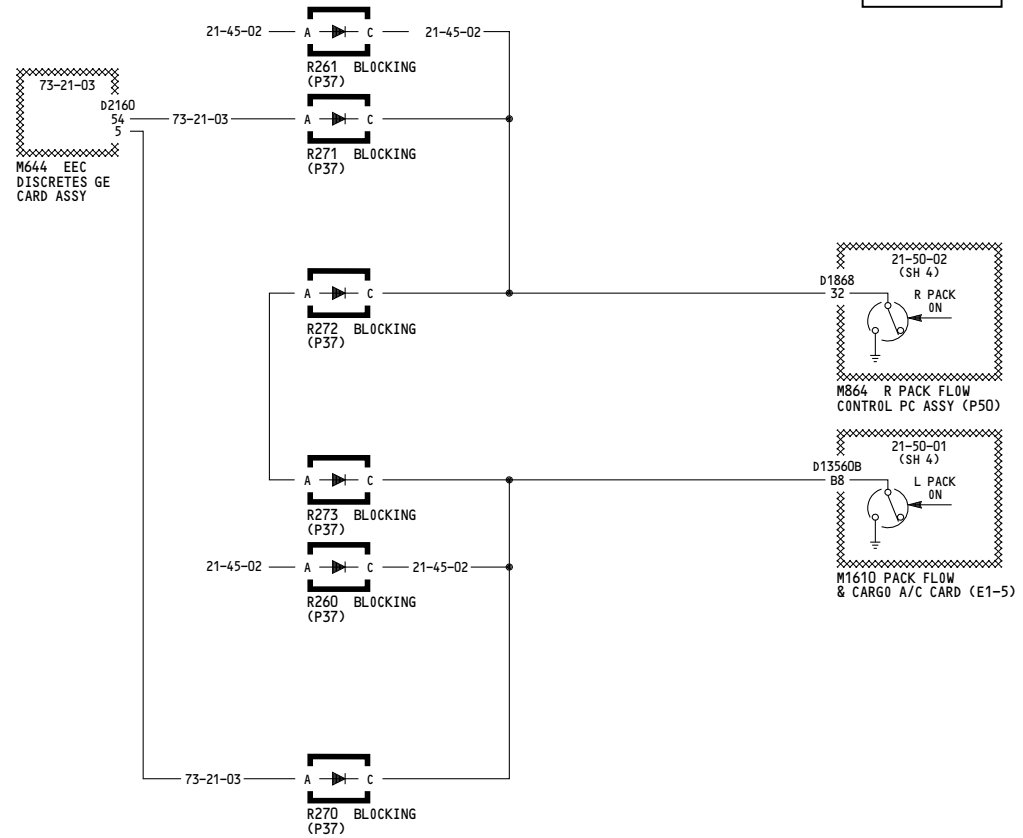 21-45-02 A C 21-45-02
R261 BLOCKING
(P37)
73-21-03
D2160
54
5
M644 EEC
DISCRETES GE
CARD ASSY
73-21-03 A C
R271 BLOCKING
(P37)
A C
R272 BLOCKING
(P37)
D1868
32
21-50-02
(SH 4)
R PACK
ON
M864 R PACK FLOW
CONTROL PC ASSY (P50)
A C
R273 BLOCKING
(P37)
D13560B
B8
21-50-01
(SH 4)
L PACK
ON
M1610 PACK FLOW
& CARGO A/C CARD (E1-5)
21-45-02 A C 21-45-02
R260 BLOCKING
(P37)
73-21-03 A C
R270 BLOCKING
(P37)